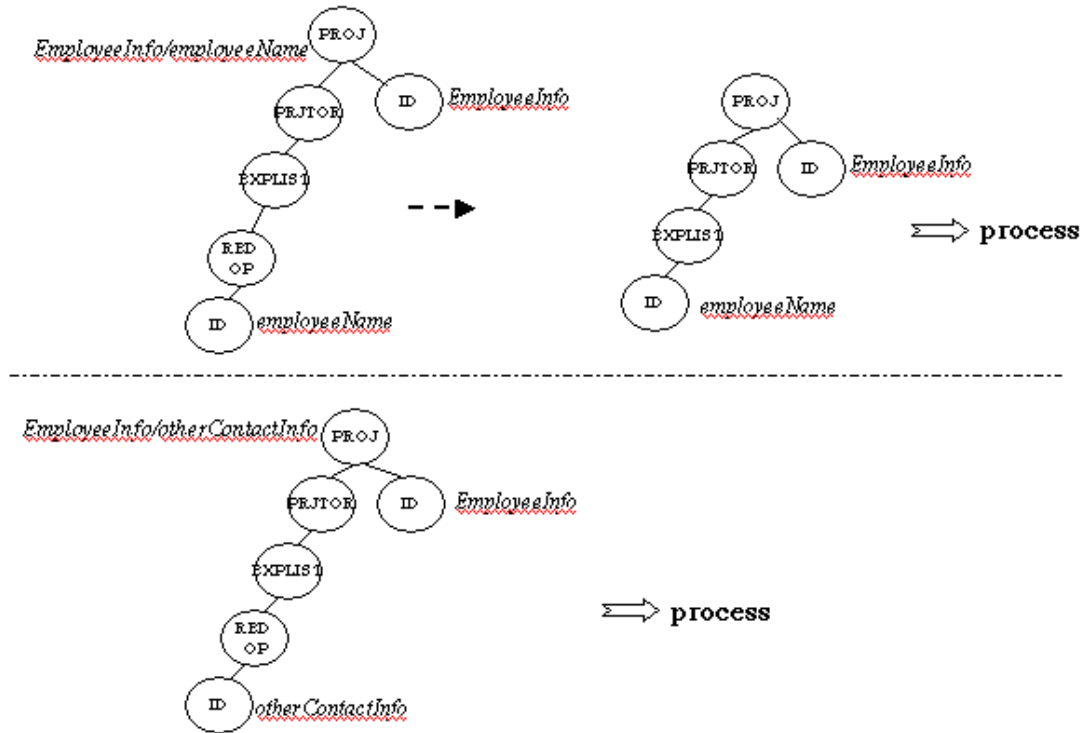 PROJ
EmployeeInfo/employeeName
PRJTOR
ID
EmployeeInfo
EXPLIST
RED
OP
ID
employeeName
PROJ
PRJTOR
ID
EmployeeInfo
EXPLIST
process
ID
employeeName
EmployeeInfo/otherContactInfo
PROJ
PRJTOR
ID
EmployeeInfo
EXPLIST
process
RED
OP
ID
otherContactInfo